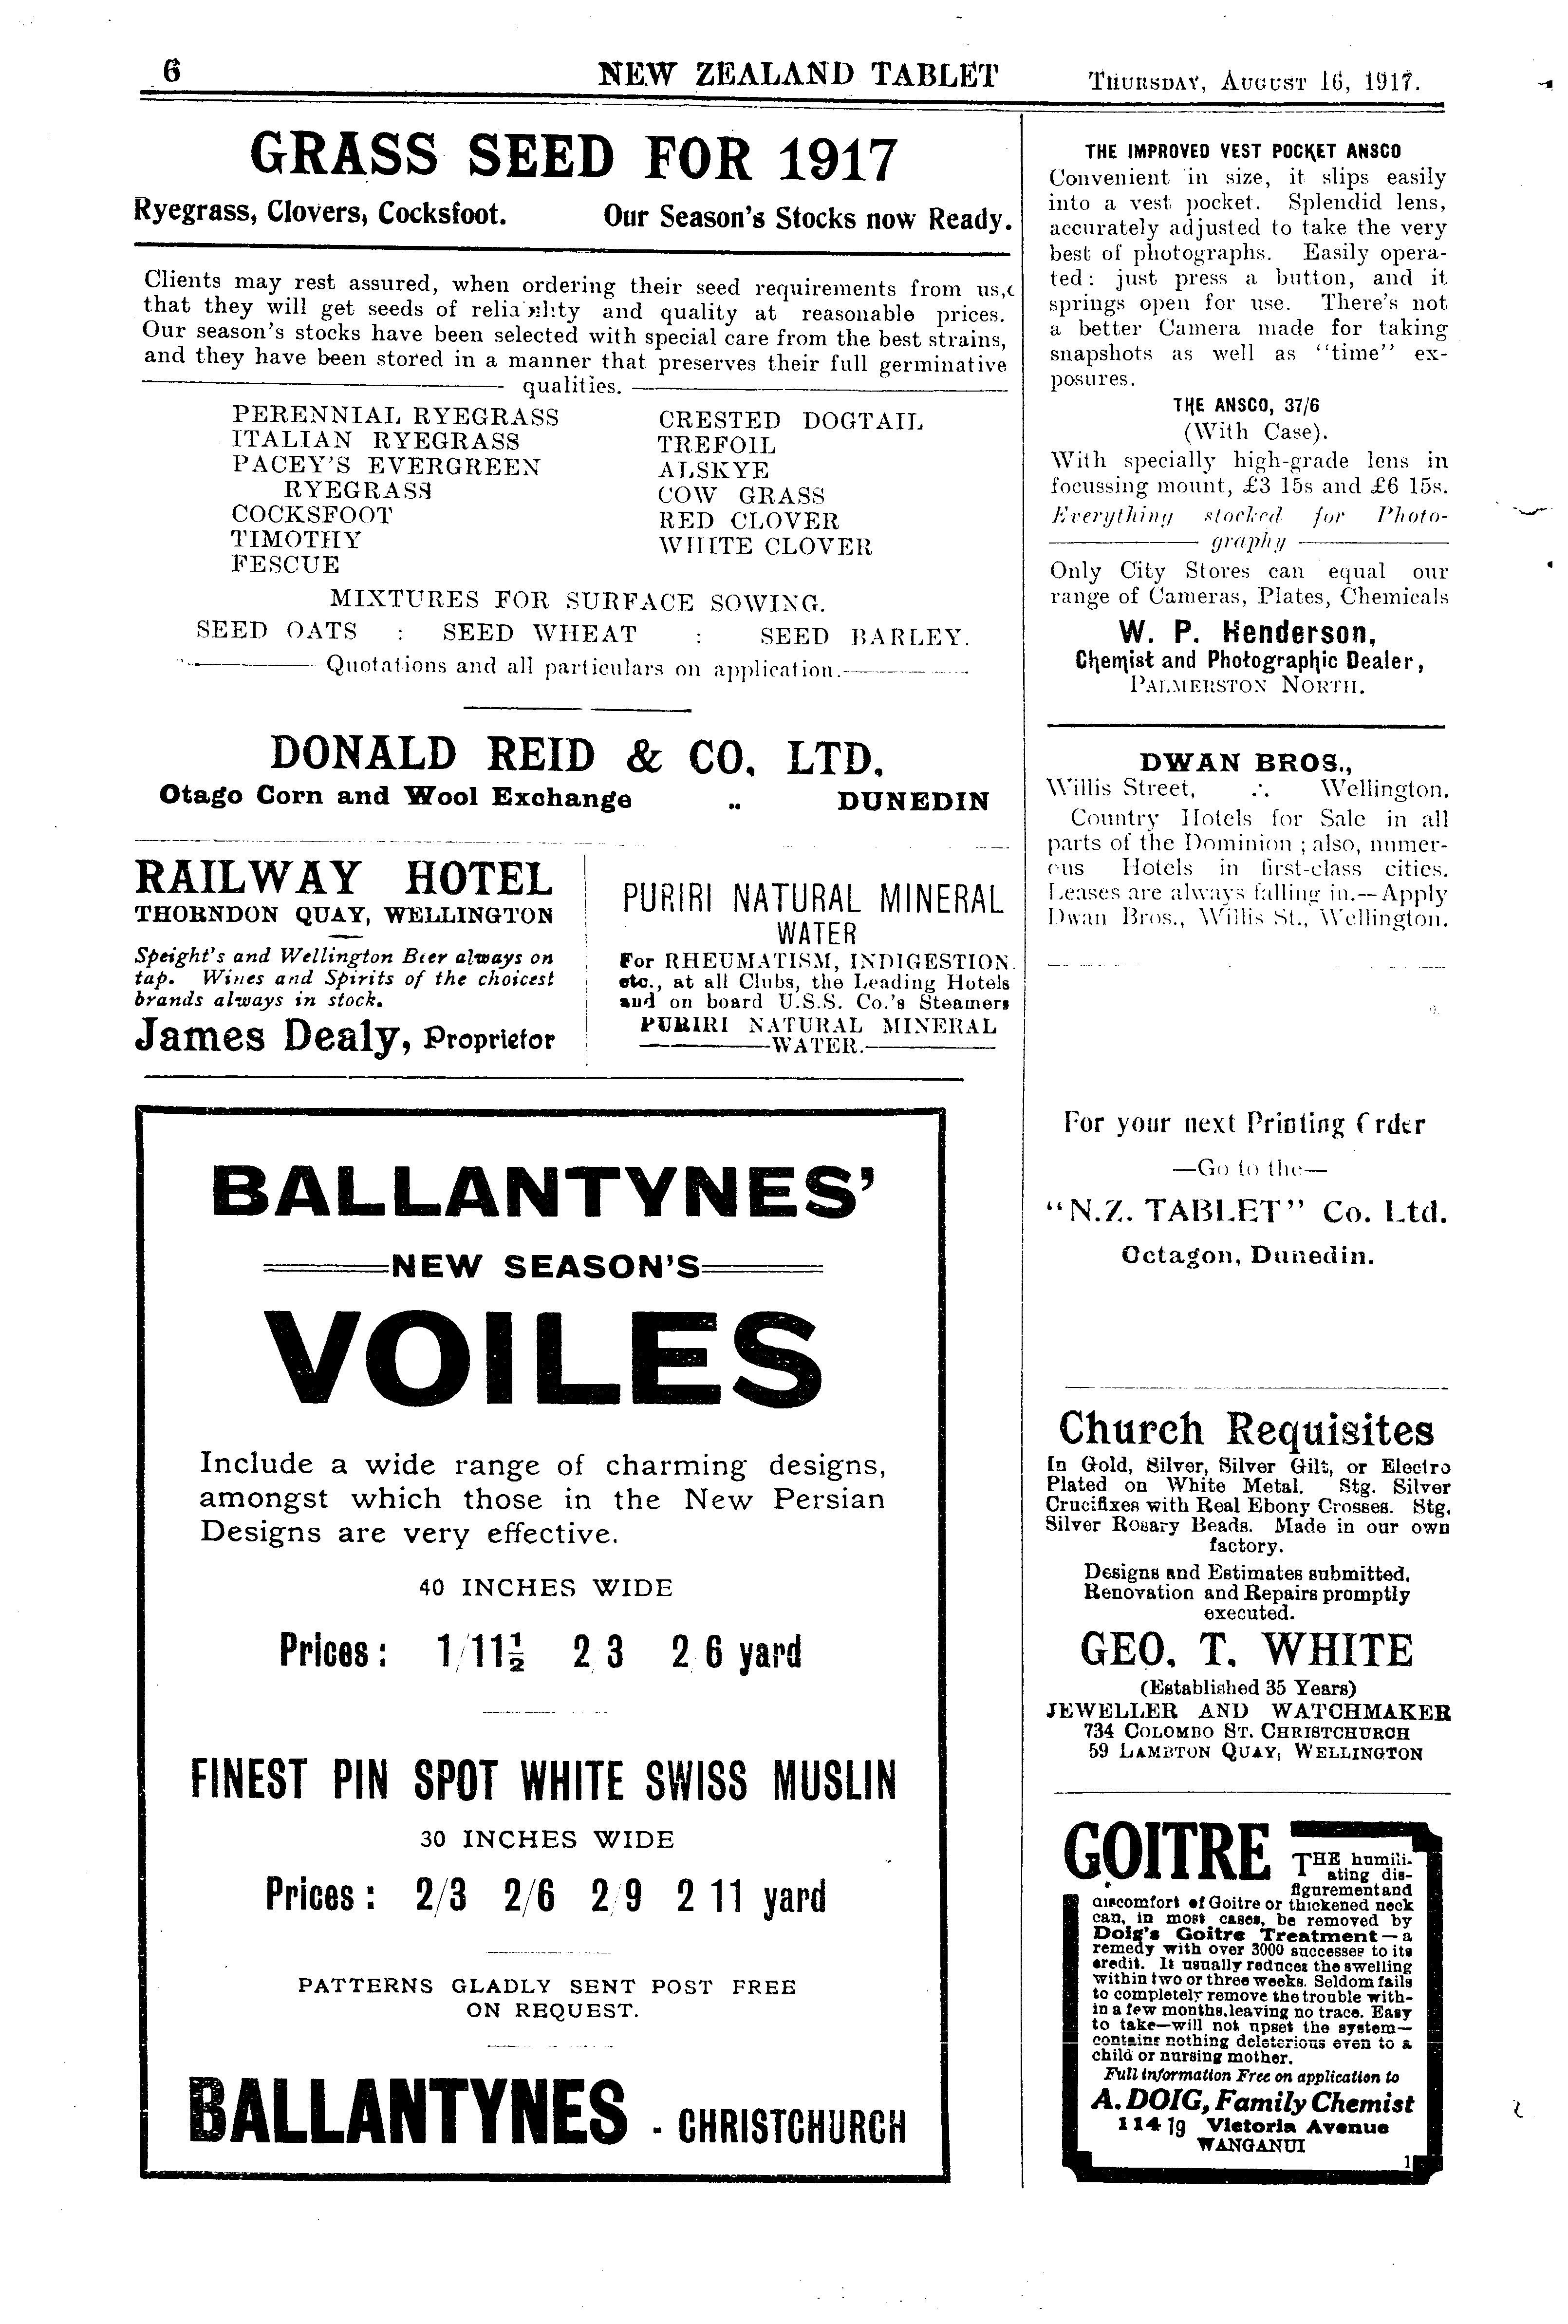 6
NEW ZEALAND TABLET
THURSDAY, AUGUST 16, 1917.
GRASS SEED FOR 1917
Ryegrass, Clovers, Cocksfoot. Our Season's Stocks now Ready.
Clients may rest assured, when ordering their seed requirements from us,
that they will get seeds of reliability and quality at reasonable prices.
Our season's stocks have been selected with special care from the best strains,
and they have been stored in a manner that preserves their full germinative
qualities.
PERENNIAL RYEGRASS
ITALIAN RYEGRASS
PACEY'S EVERGREEN
RYEGRASS
COCKSFOOT
TIMOTHY
FESCUE
CRESTED DOGTAIL
TREFOIL
ALSKYE
COW GRASS
RED CLOVER
WHITE CLOVER
MIXTURES FOR SURFACE SOWING.
SEED OATS : SEED WHEAT : SEED BARLEY.
Quotations and all particulars on application.
DONALD REID & CO. LTD.
Otago Corn and Wool Exchange .. DUNEDIN
RAILWAY HOTEL
THORNDON QUAY, WELLINGTON
Speight's and Wellington Beer always on
tap. Wines and Spirits of the choicest
brands always in stock.
James Dealy, Proprietor
PURIRI NATURAL MINERAL
WATER
For RHEUMATISM, INDIGESTION
etc., at all Clubs, the Leading Hotels
and on board U.S.S. Co.'s Steamers
PURIRI NATURAL MINERAL
WATER.
BALLANTYNES'
NEW SEASON'S
VOILES
Include a wide range of charming designs,
amongst which those in the New Persian
Designs are very effective.
40 INCHES WIDE
Prices: 1/11½ 2/3 2/6 yard
FINEST PIN SPOT WHITE SWISS MUSLIN
30 INCHES WIDE
Prices: 2/3 2/6 2/9 2/11 yard
PATTERNS GLADLY SENT POST FREE
ON REQUEST.
BALLANTYNES - CHRISTCHURCH
THE IMPROVED VEST POCKET ANSCO
Convenient in size, it slips easily
into a vest pocket. Splendid lens,
accurately adjusted to take the very
best of photographs. Easily opera-
ted: just press a button, and it
springs open for use. There's not
a better Camera made for taking
snapshots as well as "time" ex-
posures.
THE ANSCO, 37/6
(With Case).
With specially high-grade lens in
focussing mount, £3 15s and £6 15s.
Everything stocked for Photo-
graphy
Only City Stores can equal our
range of Cameras, Plates, Chemicals
W. P. Henderson,
Chemist and Photographic Dealer,
PALMERSTON NORTH.
DWAN BROS.,
Willis Street, ∴ Wellington.
Country Hotels for Sale in all
parts of the Dominion; also, numer-
ous Hotels in first-class cities.
Leases are always falling in.—Apply
Dwan Bros., Willis St., Wellington.
For your next Printing Order
—Go to the—
"N.Z. TABLET" Co. Ltd.
Octagon, Dunedin.
Church Requisites
In Gold, Silver, Silver Gilt, or Electro
Plated on White Metal. Stg. Silver
Crucifixes with Real Ebony Crosses. Stg.
Silver Rosary Beads. Made in our own
factory.
Designs and Estimates submitted.
Renovation and Repairs promptly
executed.
GEO. T. WHITE
(Established 35 Years)
JEWELLER AND WATCHMAKER
734 COLOMBO ST. CHRISTCHURCH
59 LAMBTON QUAY, WELLINGTON
GOITRE
THE humili-
ating dis-
figurement and
discomfort of Goitre or thickened neck
can, in most cases, be removed by
Doig's Goitre Treatment—a
remedy with over 3000 successes to its
credit. It usually reduces the swelling
within two or three weeks. Seldom fails
to completely remove the trouble with-
in a few months, leaving no trace. Easy
to take—will not upset the system—
contains nothing deleterious even to a
child or nursing mother.
Full information Free on application to
A. DOIG, Family Chemist
114 19 Victoria Avenue
WANGANUI
1